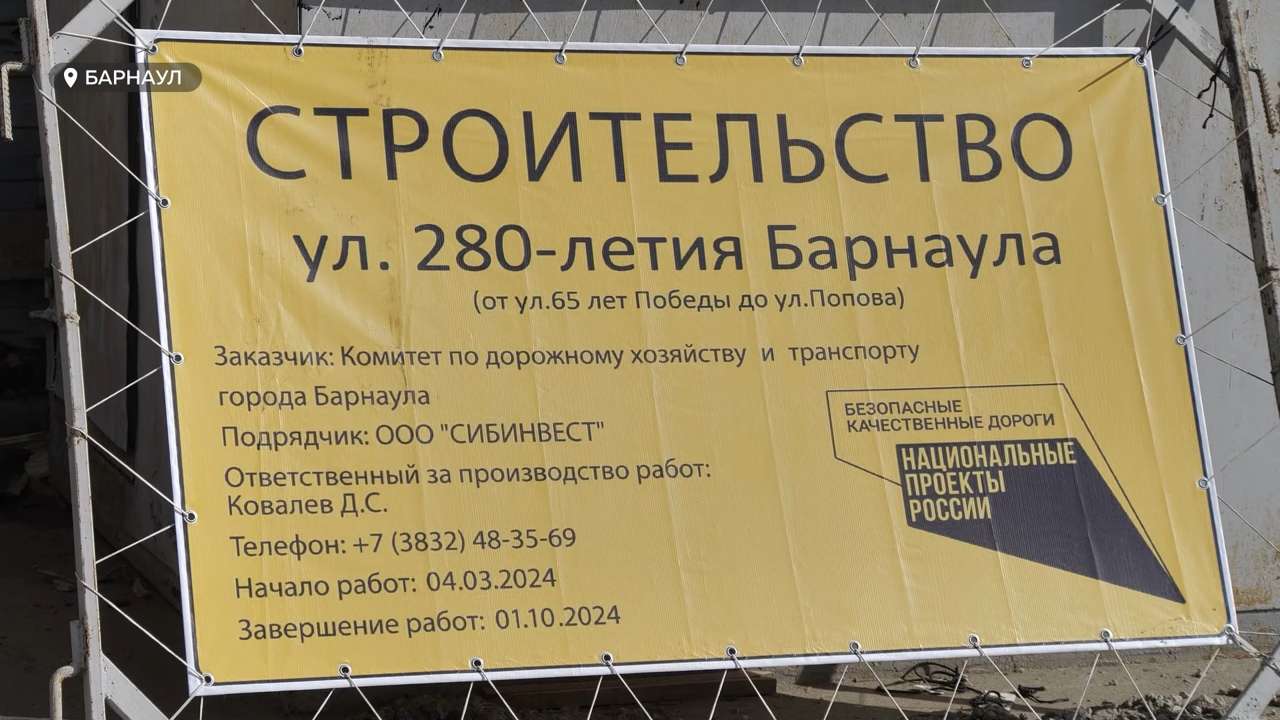 БАРНАУЛ
СТРОИТЕЛЬСТВО
ул. 280-летия Барнаула
(от ул.65 лет Победы до ул.Попова)
Заказчик: Комитет по дорожному хозяйству и транспорту
города Барнаула
Подрядчик: ООО "СИБИНВЕСТ"
Ответственный за производство работ:
Ковалев Д.С.
Телефон: +7 (3832) 48-35-69
Начало работ: 04.03.2024
Завершение работ: 01.10.2024
БЕЗОПАСНЫЕ
КАЧЕСТВЕННЫЕ ДОРОГИ
НАЦИОНАЛЬНЫЕ
ПРОЕКТЫ
РОССИИ